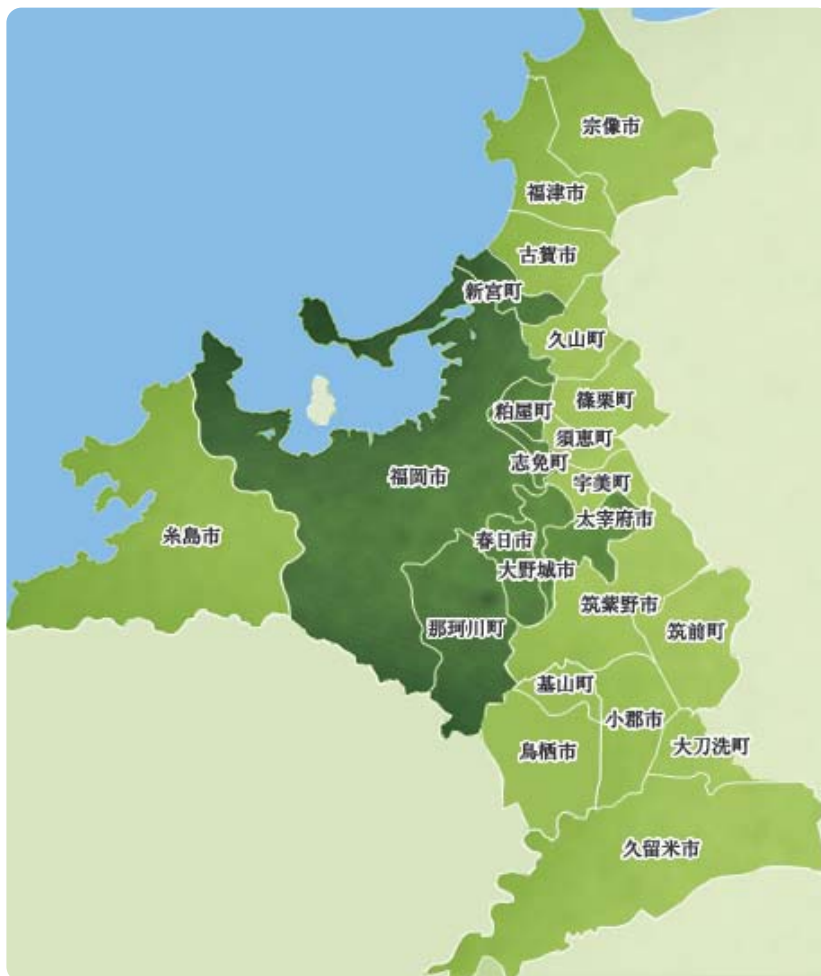 宗像市
福津市
古賀市
新宮町
久山町
篠栗町
粕屋町
須恵町
志免町
福岡市
宇美町
太宰府市
糸島市
春日市
大野城市
筑紫野市
那珂川町
筑前町
基山町
小郡市
大刀洗町
鳥栖市
久留米市